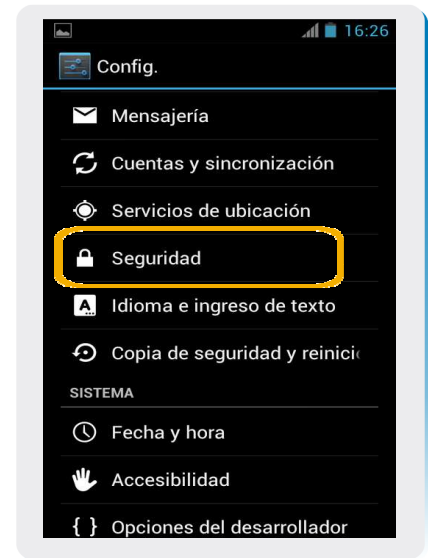 16:26
Config.
Mensajería
Cuentas y sincronización
Servicios de ubicación
Seguridad
Idioma e ingreso de texto
Copia de seguridad y reinici
SISTEMA
Fecha y hora
Accesibilidad
{ } Opciones del desarrollador